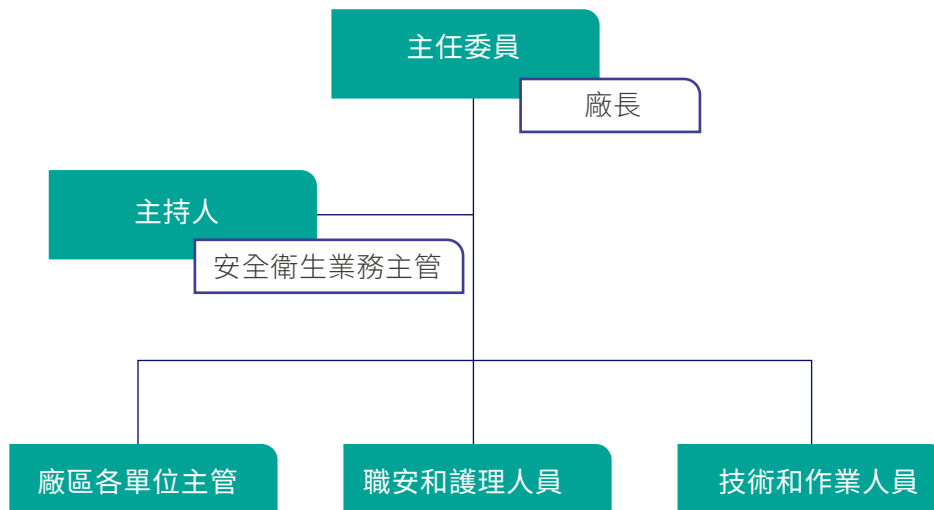 主任委員
廠長
主持人
安全衛生業務主管
廠區各單位主管
職安和護理人員
技術和作業人員